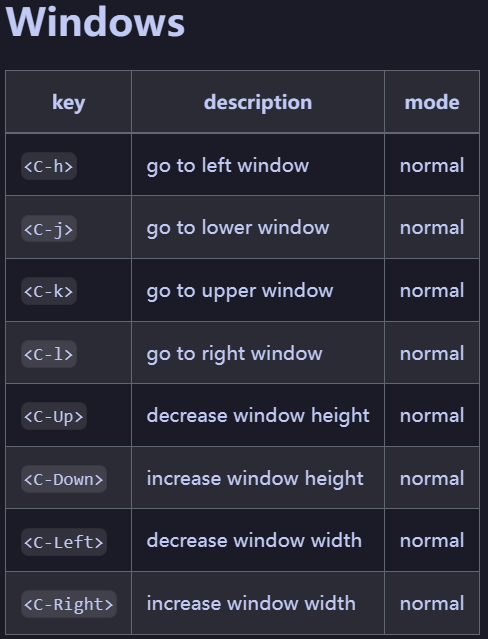 Windows
key description mode
<C-h> go to left window normal
<C-j> go to lower window normal
<C-k> go to upper window normal
<C-l> go to right window normal
<C-Up> decrease window height normal
<C-Down> increase window height normal
<C-Left> decrease window width normal
<C-Right> increase window width normal